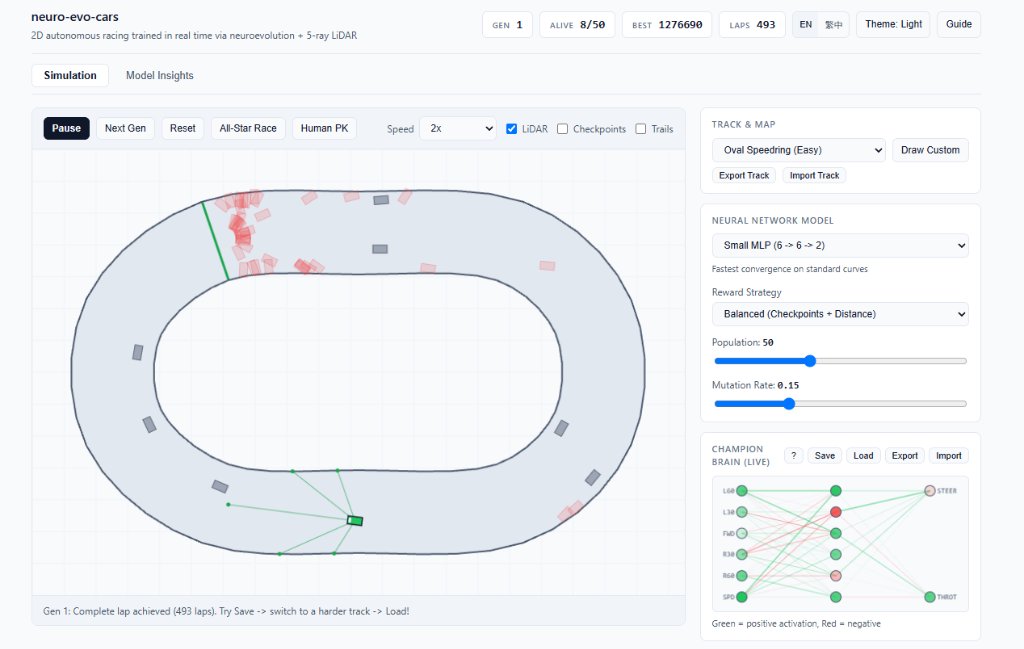 neuro-evo-cars
2D autonomous racing trained in real time via neuroevolution + 5-ray LiDAR
GEN 1
ALIVE 8/50
BEST 1276690
LAPS 493
EN 繁中
Theme: Light
Guide
Simulation
Model Insights
Pause
Next Gen
Reset
All-Star Race
Human PK
Speed 2x
LiDAR
Checkpoints
Trails
TRACK & MAP
Oval Speedring (Easy)
Draw Custom
Export Track
Import Track
NEURAL NETWORK MODEL
Small MLP (6 -> 6 -> 2)
Fastest convergence on standard curves
Reward Strategy
Balanced (Checkpoints + Distance)
Population: 50
Mutation Rate: 0.15
CHAMPION
BRAIN (LIVE)
?
Save
Load
Export
Import
L60
L30
FWD
R30
R60
SPD
STEER
THROT
Green = positive activation, Red = negative
Gen 1: Complete lap achieved (493 laps). Try Save -> switch to a harder track -> Load!